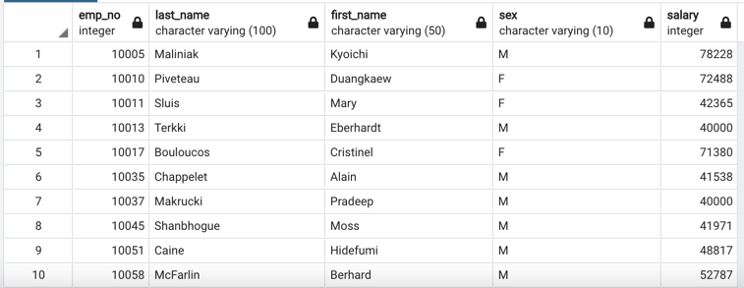 emp_no last_name first_name sex salary
integer character varying (100) character varying (50) character varying (10) integer
1 10005 Maliniak Kyoichi M 78228
2 10010 Piveteau Duangkaew F 72488
3 10011 Sluis Mary F 42365
4 10013 Terkki Eberhardt M 40000
5 10017 Bouloucos Cristinel F 71380
6 10035 Chappelet Alain M 41538
7 10037 Makrucki Pradeep M 40000
8 10045 Shanbhogue Moss M 41971
9 10051 Caine Hidefumi M 48817
10 10058 McFarlin Berhard M 52787